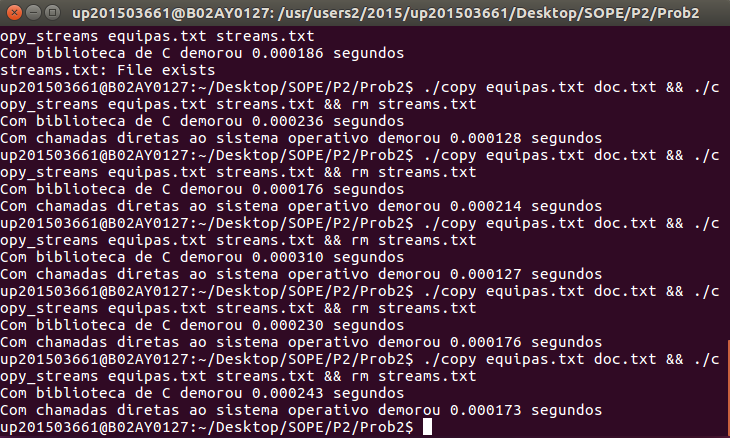 up201503661@B02AY0127: /usr/users2/2015/up201503661/Desktop/SOPE/P2/Prob2
opy_streams equipas.txt streams.txt
Com biblioteca de C demorou 0.000186 segundos
streams.txt: File exists
up201503661@B02AY0127:~/Desktop/SOPE/P2/Prob2$ ./copy equipas.txt doc.txt && ./c
opy_streams equipas.txt streams.txt && rm streams.txt
Com biblioteca de C demorou 0.000236 segundos
Com chamadas diretas ao sistema operativo demorou 0.000128 segundos
up201503661@B02AY0127:~/Desktop/SOPE/P2/Prob2$ ./copy equipas.txt doc.txt && ./c
opy_streams equipas.txt streams.txt && rm streams.txt
Com biblioteca de C demorou 0.000176 segundos
Com chamadas diretas ao sistema operativo demorou 0.000214 segundos
up201503661@B02AY0127:~/Desktop/SOPE/P2/Prob2$ ./copy equipas.txt doc.txt && ./c
opy_streams equipas.txt streams.txt && rm streams.txt
Com biblioteca de C demorou 0.000310 segundos
Com chamadas diretas ao sistema operativo demorou 0.000127 segundos
up201503661@B02AY0127:~/Desktop/SOPE/P2/Prob2$ ./copy equipas.txt doc.txt && ./c
opy_streams equipas.txt streams.txt && rm streams.txt
Com biblioteca de C demorou 0.000230 segundos
Com chamadas diretas ao sistema operativo demorou 0.000176 segundos
up201503661@B02AY0127:~/Desktop/SOPE/P2/Prob2$ ./copy equipas.txt doc.txt && ./c
opy_streams equipas.txt streams.txt && rm streams.txt
Com biblioteca de C demorou 0.000243 segundos
Com chamadas diretas ao sistema operativo demorou 0.000173 segundos
up201503661@B02AY0127:~/Desktop/SOPE/P2/Prob2$